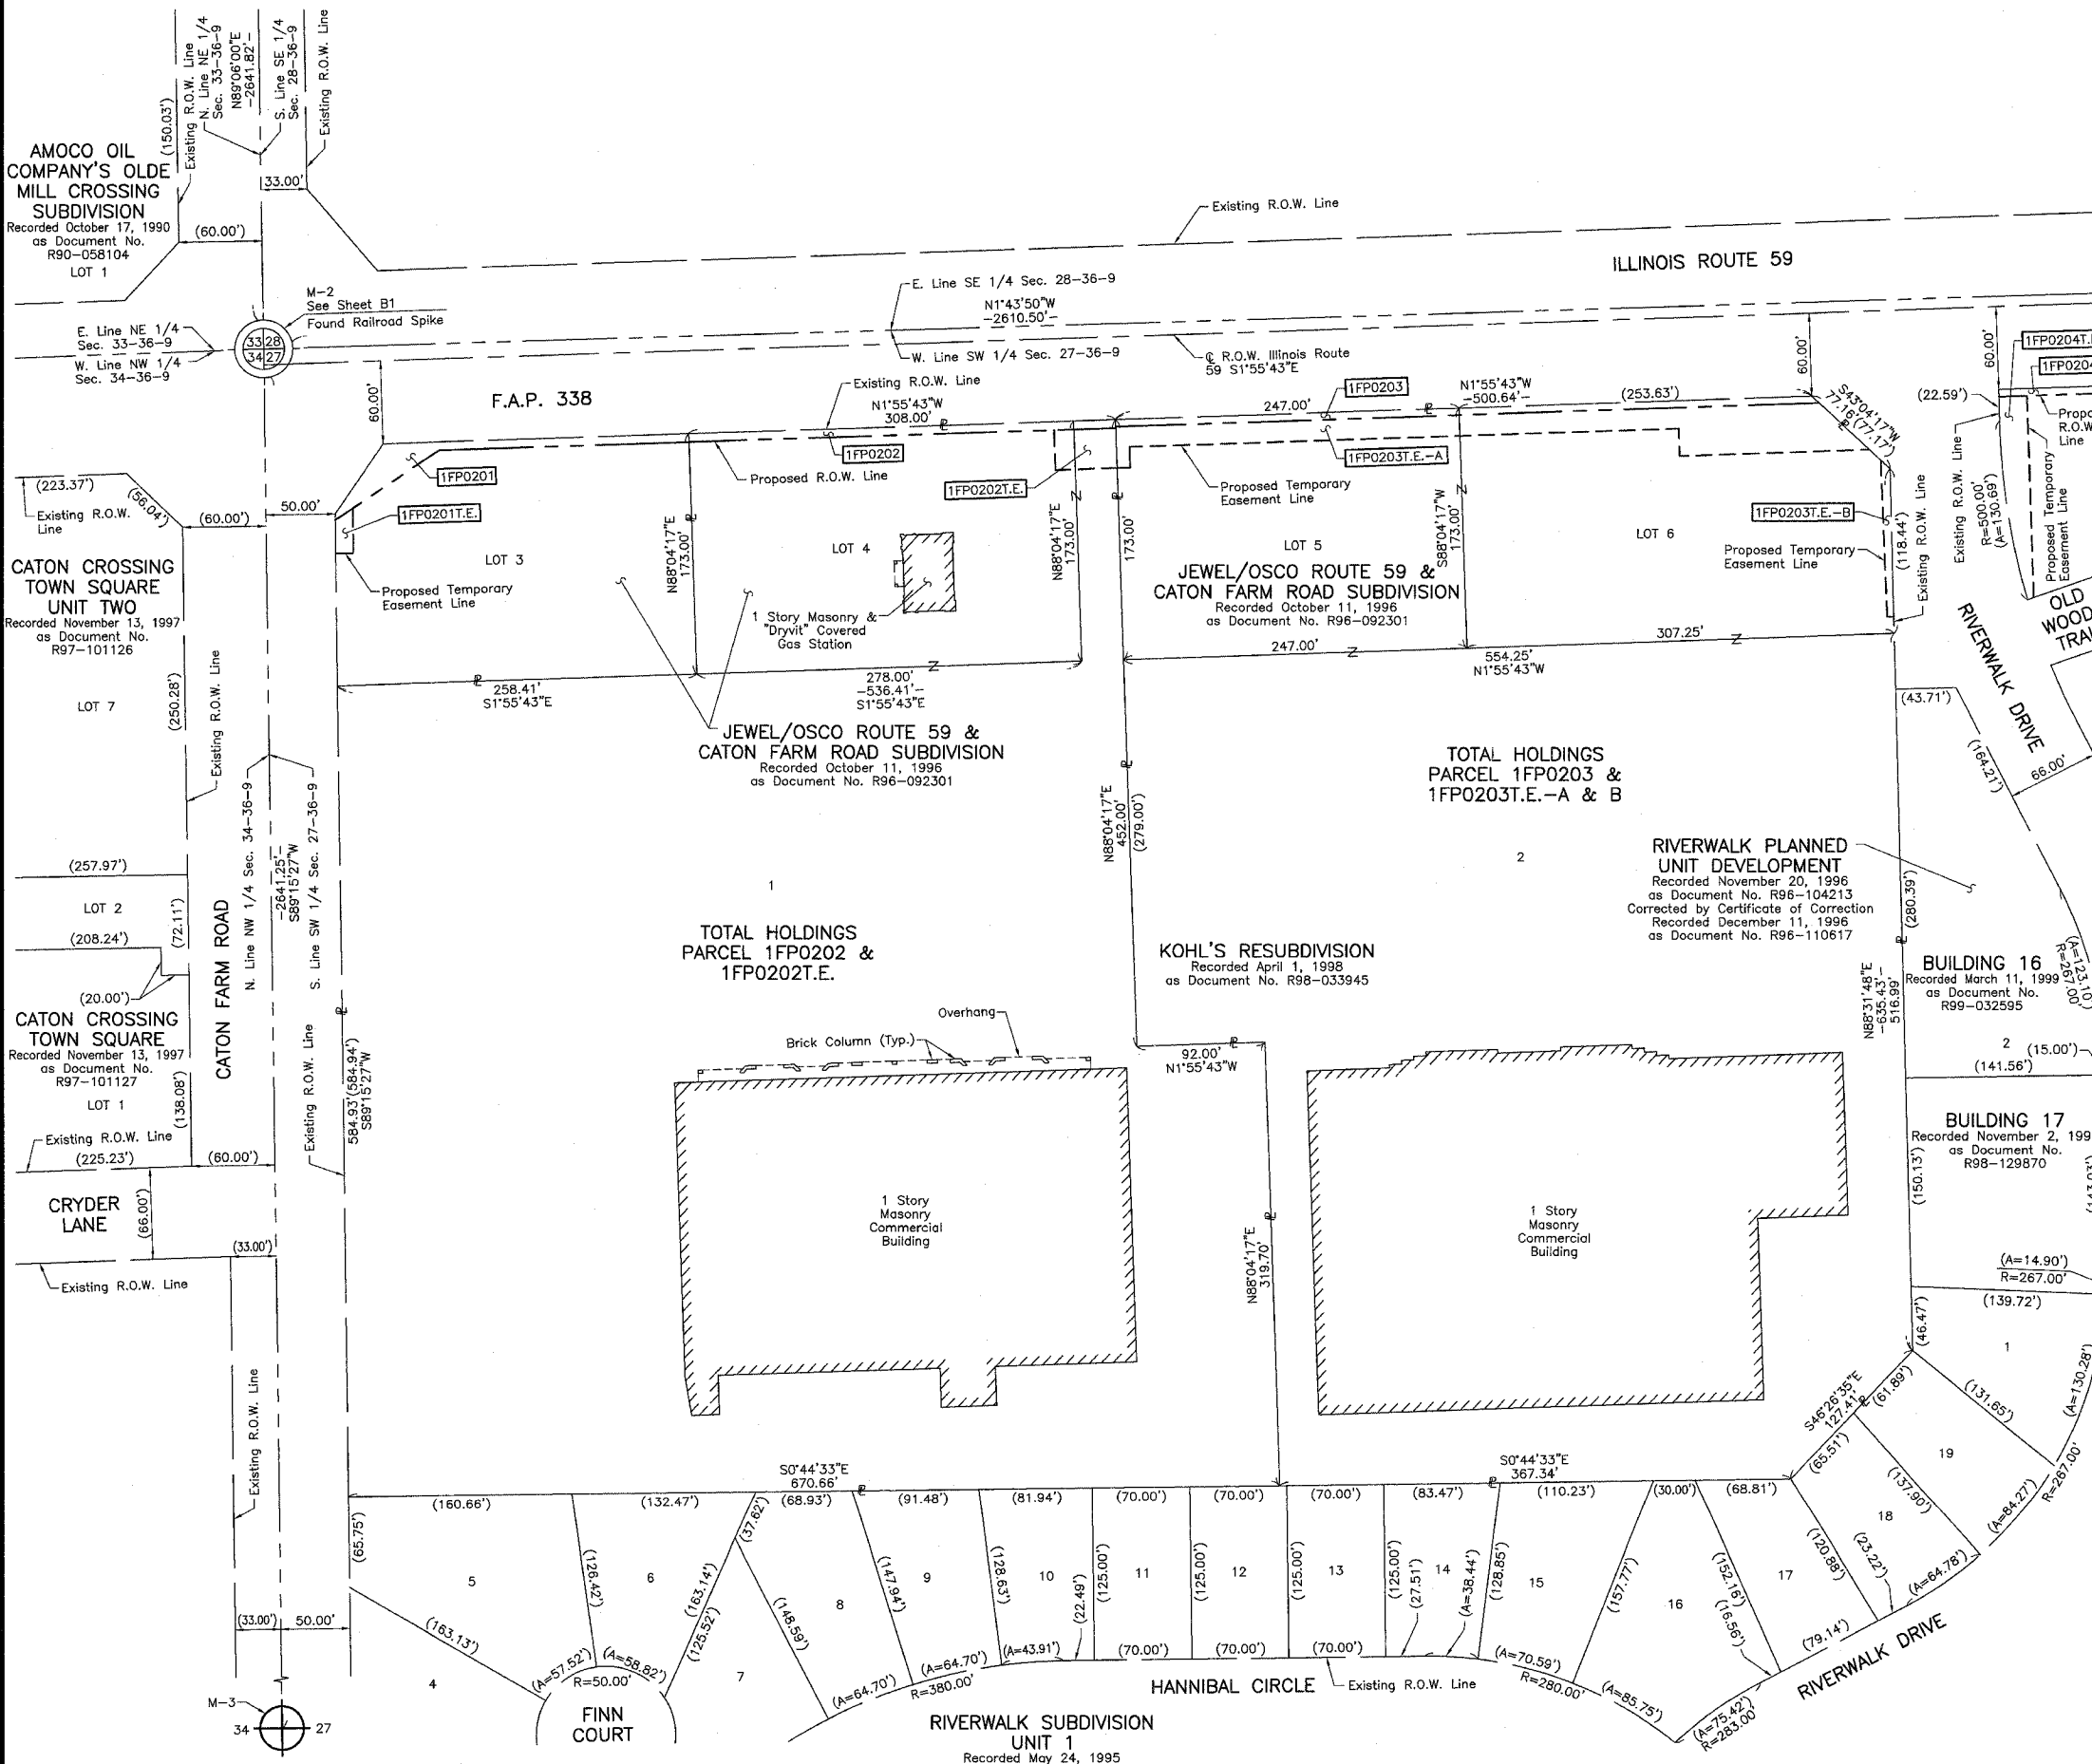 Existing R.O.W. Line
N. Line NE 1/4
Sec. 33-36-9
N89°06'00"E
-2641.82'-
S. Line SE 1/4
Sec. 28-36-9
Existing R.O.W. Line
(150.03')
33.00'
AMOCO OIL
COMPANY'S OLDE
MILL CROSSING
SUBDIVISION
Recorded October 17, 1990
as Document No.
R90-058104
LOT 1
(60.00')
M-2
See Sheet B1
Found Railroad Spike
E. Line NE 1/4
Sec. 33-36-9
W. Line NW 1/4
Sec. 34-36-9
33 28
34 27
Existing R.O.W. Line
ILLINOIS ROUTE 59
E. Line SE 1/4 Sec. 28-36-9
N1°43'50"W
-2610.50'-
W. Line SW 1/4 Sec. 27-36-9
℄ R.O.W. Illinois Route
59 S1°55'43"E
60.00'
F.A.P. 338
Existing R.O.W. Line
N1°55'43"W
308.00'
1FP0203
247.00'
N1°55'43"W
-500.64'-
(253.63')
60.00'
S43°04'17"W
77.16'(77.17')
60.00'
(22.59')
1FP0204T.
1FP0204
R.O.W.
Line
1FP0201
1FP0202
Proposed R.O.W. Line
1FP0202T.E.
1FP0203T.E.-A
Proposed Temporary
Easement Line
1FP0201T.E.
(223.37')
(56.04')
Existing R.O.W.
Line
(60.00')
50.00'
LOT 3
Proposed Temporary
Easement Line
N88°04'17"E
173.00'
LOT 4
1 Story Masonry &
"Dryvit" Covered
Gas Station
N88°04'17"E
173.00'
173.00'
LOT 5
JEWEL/OSCO ROUTE 59 &
CATON FARM ROAD SUBDIVISION
Recorded October 11, 1996
as Document No. R96-092301
S88°04'17"W
173.00'
LOT 6
1FP0203T.E.-B
Proposed Temporary
Easement Line
(118.44')
Existing R.O.W. Line
Existing R.O.W. Line
R=500.00'
(A=130.69')
Proposed Temporary
Easement Line
OLD
RIVERWALK DRIVE
CATON CROSSING
TOWN SQUARE
UNIT TWO
Recorded November 13, 1997
as Document No.
R97-101126
LOT 7
(250.28')
Existing R.O.W. Line
258.41'
S1°55'43"E
278.00'
-536.41'-
S1°55'43"E
JEWEL/OSCO ROUTE 59 &
CATON FARM ROAD SUBDIVISION
Recorded October 11, 1996
as Document No. R96-092301
247.00'
554.25'
N1°55'43"W
307.25'
(43.71')
(164.21')
66.00'
N88°04'17"E
452.00'
(279.00')
TOTAL HOLDINGS
PARCEL 1FP0203 &
1FP0203T.E.-A & B
2
N. Line NW 1/4 Sec. 34-36-9
-2641.25'-
S89°15'27"W
S. Line SW 1/4 Sec. 27-36-9
(257.97')
LOT 2
(72.11')
(208.24')
(20.00')
CATON FARM ROAD
1
TOTAL HOLDINGS
PARCEL 1FP0202 &
1FP0202T.E.
RIVERWALK PLANNED
UNIT DEVELOPMENT
Recorded November 20, 1996
as Document No. R96-104213
Corrected by Certificate of Correction
Recorded December 11, 1996
as Document No. R96-110617
(280.39')
N88°31'48"E
-635.43'-
516.99'
KOHL'S RESUBDIVISION
Recorded April 1, 1998
as Document No. R98-033945
BUILDING 16
Recorded March 11, 1999
as Document No.
R99-032595
(A=123.10')
R=267.00'
2
(15.00')
(141.56')
CATON CROSSING
TOWN SQUARE
Recorded November 13, 1997
as Document No.
R97-101127
LOT 1
(138.08')
Existing R.O.W. Line
584.93'(584.94')
S89°15'27"W
Overhang
Brick Column (Typ.)
92.00'
N1°55'43"W
BUILDING 17
Recorded November 2, 199
as Document No.
R98-129870
(150.13')
Existing R.O.W. Line
(225.23')
(60.00')
CRYDER
LANE
(66.00')
(33.00')
Existing R.O.W. Line
1 Story
Masonry
Commercial
Building
N88°04'17"E
319.70'
1 Story
Masonry
Commercial
Building
(A=14.90')
R=267.00'
(139.72')
(46.47')
1
(131.65')
(A=130.28')
S46°26'35"E
127.41'
(61.89')
Existing R.O.W. Line
S0°44'33"E
670.66'
S0°44'33"E
367.34'
(160.66')
(132.47')
(68.93')
(91.48')
(81.94')
(70.00')
(70.00')
(70.00')
(83.47')
(110.23')
(30.00')
(68.81')
(65.51')
19
(137.90')
R=267.00'
(A=84.27')
(65.75')
5
(126.42')
6
(37.62')
(163.14')
(125.52')
(148.59')
8
(147.94')
9
(128.63')
10
(22.49')
(125.00')
11
(125.00')
12
(125.00')
13
(125.00')
(27.51')
14
(A=38.44')
(128.85')
15
(157.77')
16
(152.16')
(16.56')
17
(120.88')
(23.22')
18
(A=64.78')
(33.00')
50.00'
(163.13')
4
(A=57.52')
(A=58.82')
R=50.00'
FINN
COURT
7
(A=64.70')
(A=64.70')
R=380.00'
(A=43.91')
(70.00')
(70.00')
(70.00')
HANNIBAL CIRCLE
Existing R.O.W. Line
(A=70.59')
R=280.00'
(A=85.75')
(A=75.42')
R=283.00'
(79.14')
RIVERWALK DRIVE
M-3
34
27
RIVERWALK SUBDIVISION
UNIT 1
Recorded May 24, 1995